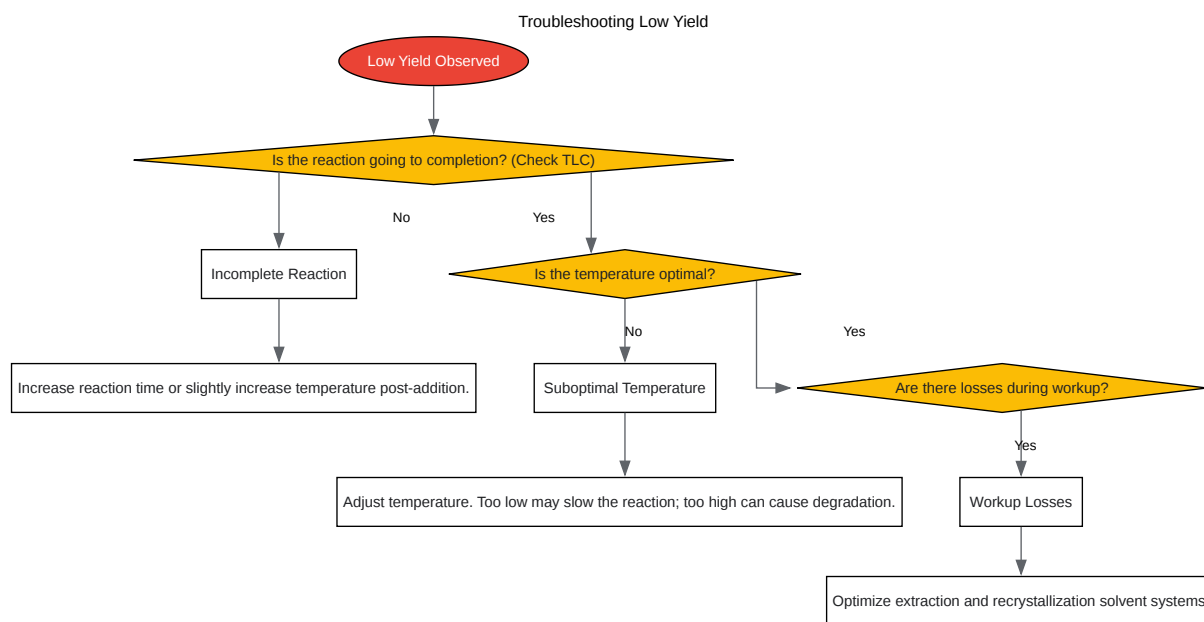 Troubleshooting Low Yield
Low Yield Observed
Is the reaction going to completion? (Check TLC)
No
Yes
Incomplete Reaction
Is the temperature optimal?
No
Yes
Increase reaction time or slightly increase temperature post-addition.
Suboptimal Temperature
Are there losses during workup?
Yes
Adjust temperature. Too low may slow the reaction; too high can cause degradation.
Workup Losses
Optimize extraction and recrystallization solvent systems